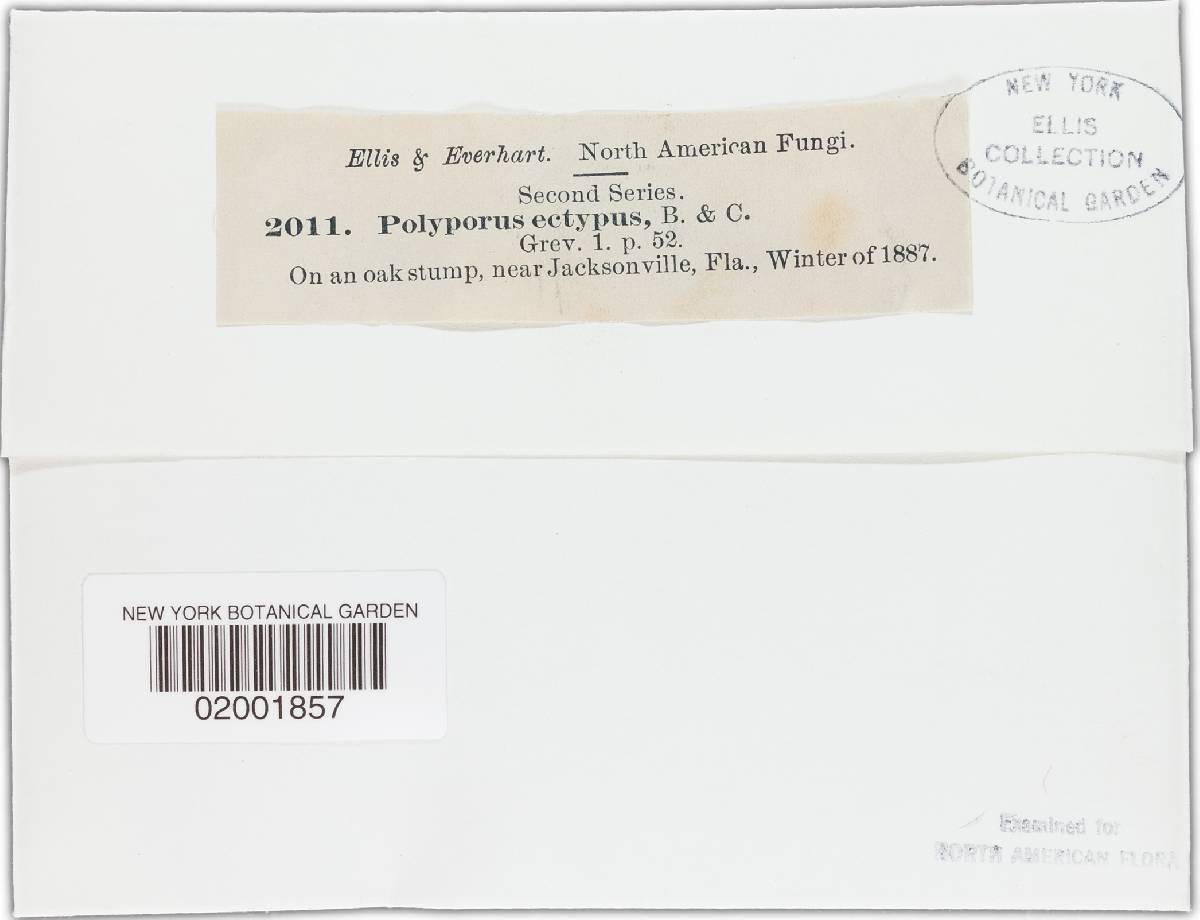 Ellis & Everhart. North American Fungi.
Second Series.
2011. Polyporus ectypus, B. & C.
Grev. 1. p. 52.
On an oak stump, near Jacksonville, Fla., Winter of 1887.
NEW YORK
ELLIS
COLLECTION
BOTANICAL GARDEN
NEW YORK BOTANICAL GARDEN
02001857
Examined for
NORTH AMERICAN FLORA